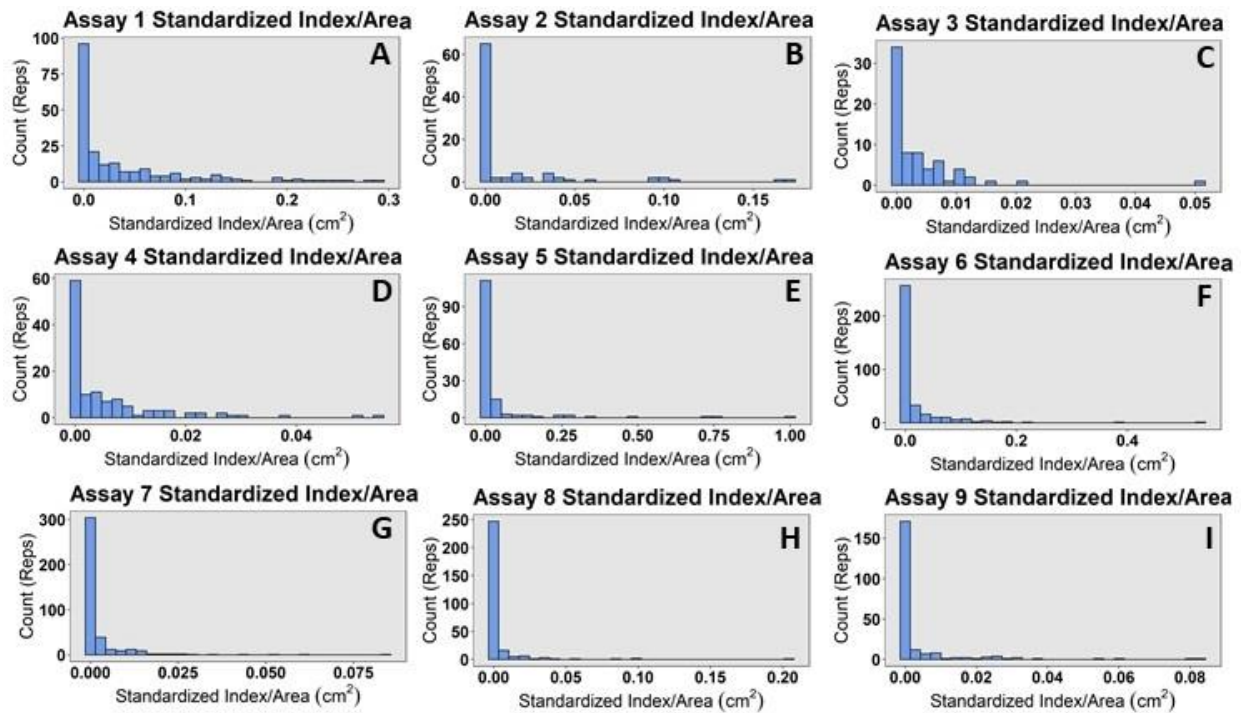 Assay 1 Standardized Index/Area
A
Count (Reps)
100
75
50
25
0
0.0 0.1 0.2 0.3
Standardized Index/Area (cm²)
Assay 2 Standardized Index/Area
B
Count (Reps)
60
40
20
0
0.00 0.05 0.10 0.15
Standardized Index/Area (cm²)
Assay 3 Standardized Index/Area
C
Count (Reps)
30
20
10
0
0.00 0.01 0.02 0.03 0.04 0.05
Standardized Index/Area (cm²)
Assay 4 Standardized Index/Area
D
Count (Reps)
60
40
20
0
0.00 0.02 0.04
Standardized Index/Area (cm²)
Assay 5 Standardized Index/Area
E
Count (Reps)
90
60
30
0
0.00 0.25 0.50 0.75 1.00
Standardized Index/Area (cm²)
Assay 6 Standardized Index/Area
F
Count (Reps)
200
100
0
0.0 0.2 0.4
Standardized Index/Area (cm²)
Assay 7 Standardized Index/Area
G
Count (Reps)
300
200
100
0
0.000 0.025 0.050 0.075
Standardized Index/Area (cm²)
Assay 8 Standardized Index/Area
H
Count (Reps)
250
200
150
100
50
0
0.00 0.05 0.10 0.15 0.20
Standardized Index/Area (cm²)
Assay 9 Standardized Index/Area
I
Count (Reps)
150
100
50
0
0.00 0.02 0.04 0.06 0.08
Standardized Index/Area (cm²)